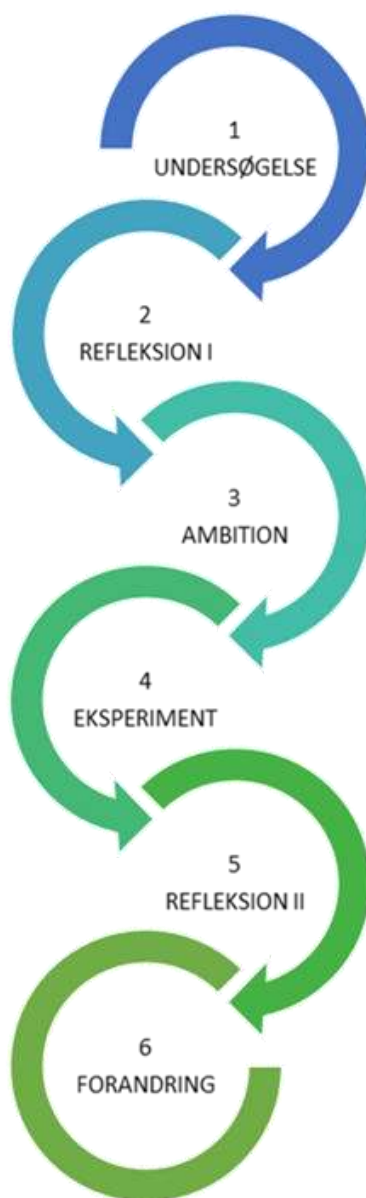 1
UNDERSØGELSE
2
REFLEKSION I
3
AMBITION
4
EKSPERIMENT
5
REFLEKSION II
6
FORANDRING